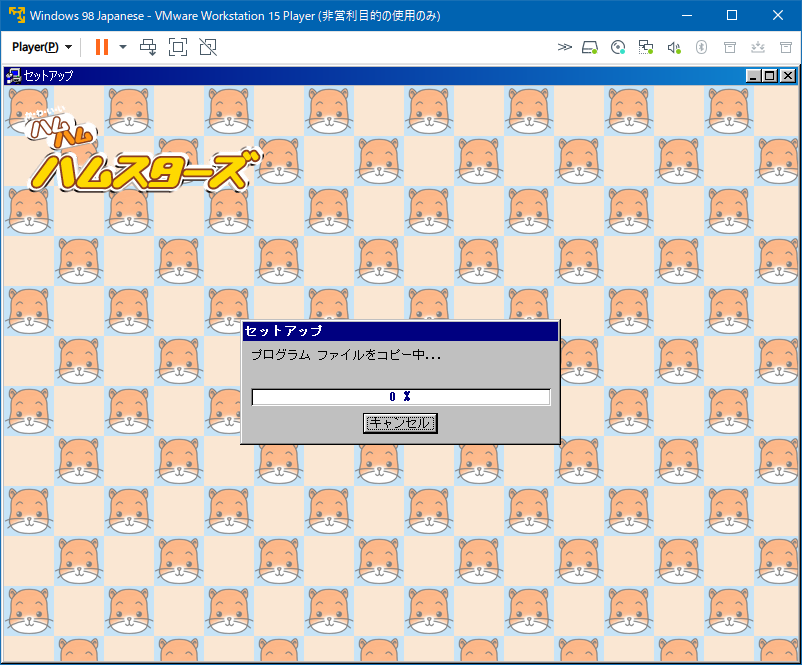 Windows 98 Japanese - VMware Workstation 15 Player (非営利目的の使用のみ)
Player(P)
セットアップ
ハム
ハム
ハムスターズ
セットアップ
プログラム ファイルをコピー中...
0 %
キャンセル